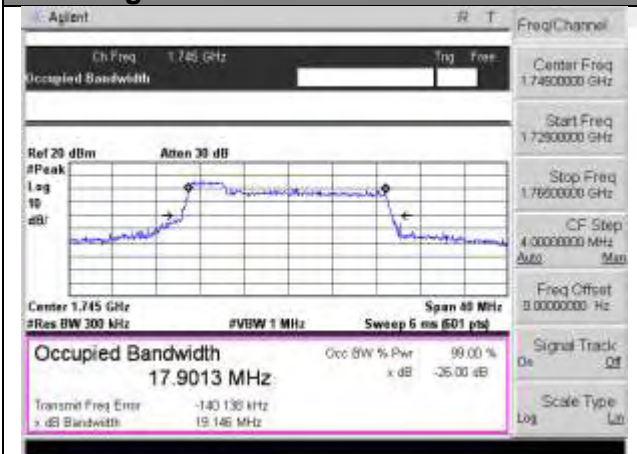 Agilent R T
Ch Freq 1.745 GHz Trig Free
Occupied Bandwidth
Ref 20 dBm Atten 30 dB
#Peak
Log
10
dB/
Center 1.745 GHz Span 40 MHz
#Res BW 300 kHz #VBW 1 MHz Sweep 6 ms (601 pts)
Occupied Bandwidth
17.9013 MHz
Occ BW % Pwr 99.00 %
x dB -26.00 dB
Transmit Freq Error -140.138 kHz
x dB Bandwidth 19.146 MHz
Freq/Channel
Center Freq
1.74500000 GHz
Start Freq
1.72500000 GHz
Stop Freq
1.76500000 GHz
CF Step
4.00000000 MHz
Auto Man
Freq Offset
0.00000000 Hz
Signal Track
On Off
Scale Type
Log Lin